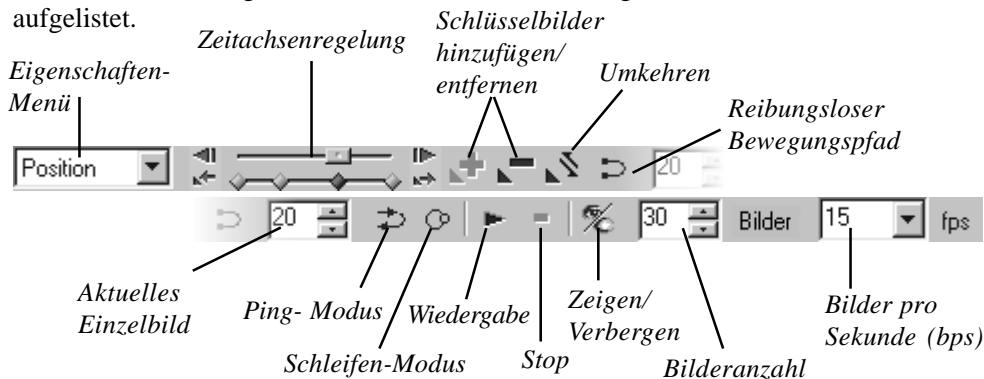 aufgelistet.
Zeitachsenregelung
Schlüsselbilder
hinzufügen/
entfernen
Umkehren
Eigenschaften-
Menü
Reibungsloser
Bewegungspfad
Position
20
20
30
Bilder
15
fps
Aktuelles
Einzelbild
Ping- Modus
Schleifen-Modus
Wiedergabe
Stop
Zeigen/
Verbergen
Bilderanzahl
Bilder pro
Sekunde (bps)